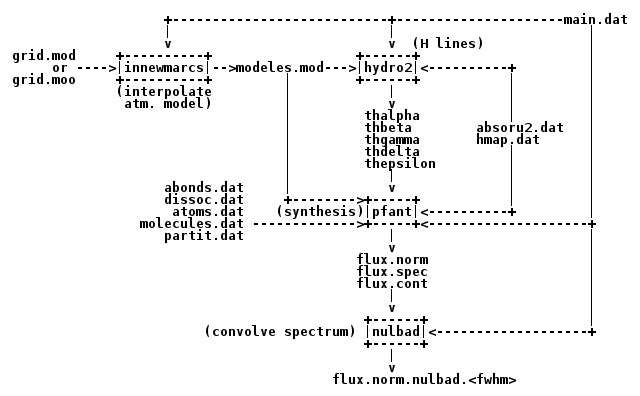 main.dat
(H lines)
grid.mod
or
grid.moo
innewmarcs
modeles.mod
hydro2
(interpolate
atm. model)
thalpha
thbeta
thgamma
thdelta
thepsilon
absoru2.dat
hmap.dat
abonds.dat
dissoc.dat
atoms.dat
molecules.dat
partit.dat
(synthesis)
pfant
flux.norm
flux.spec
flux.cont
(convolve spectrum)
nulbad
flux.norm.nulbad.<fwhm>